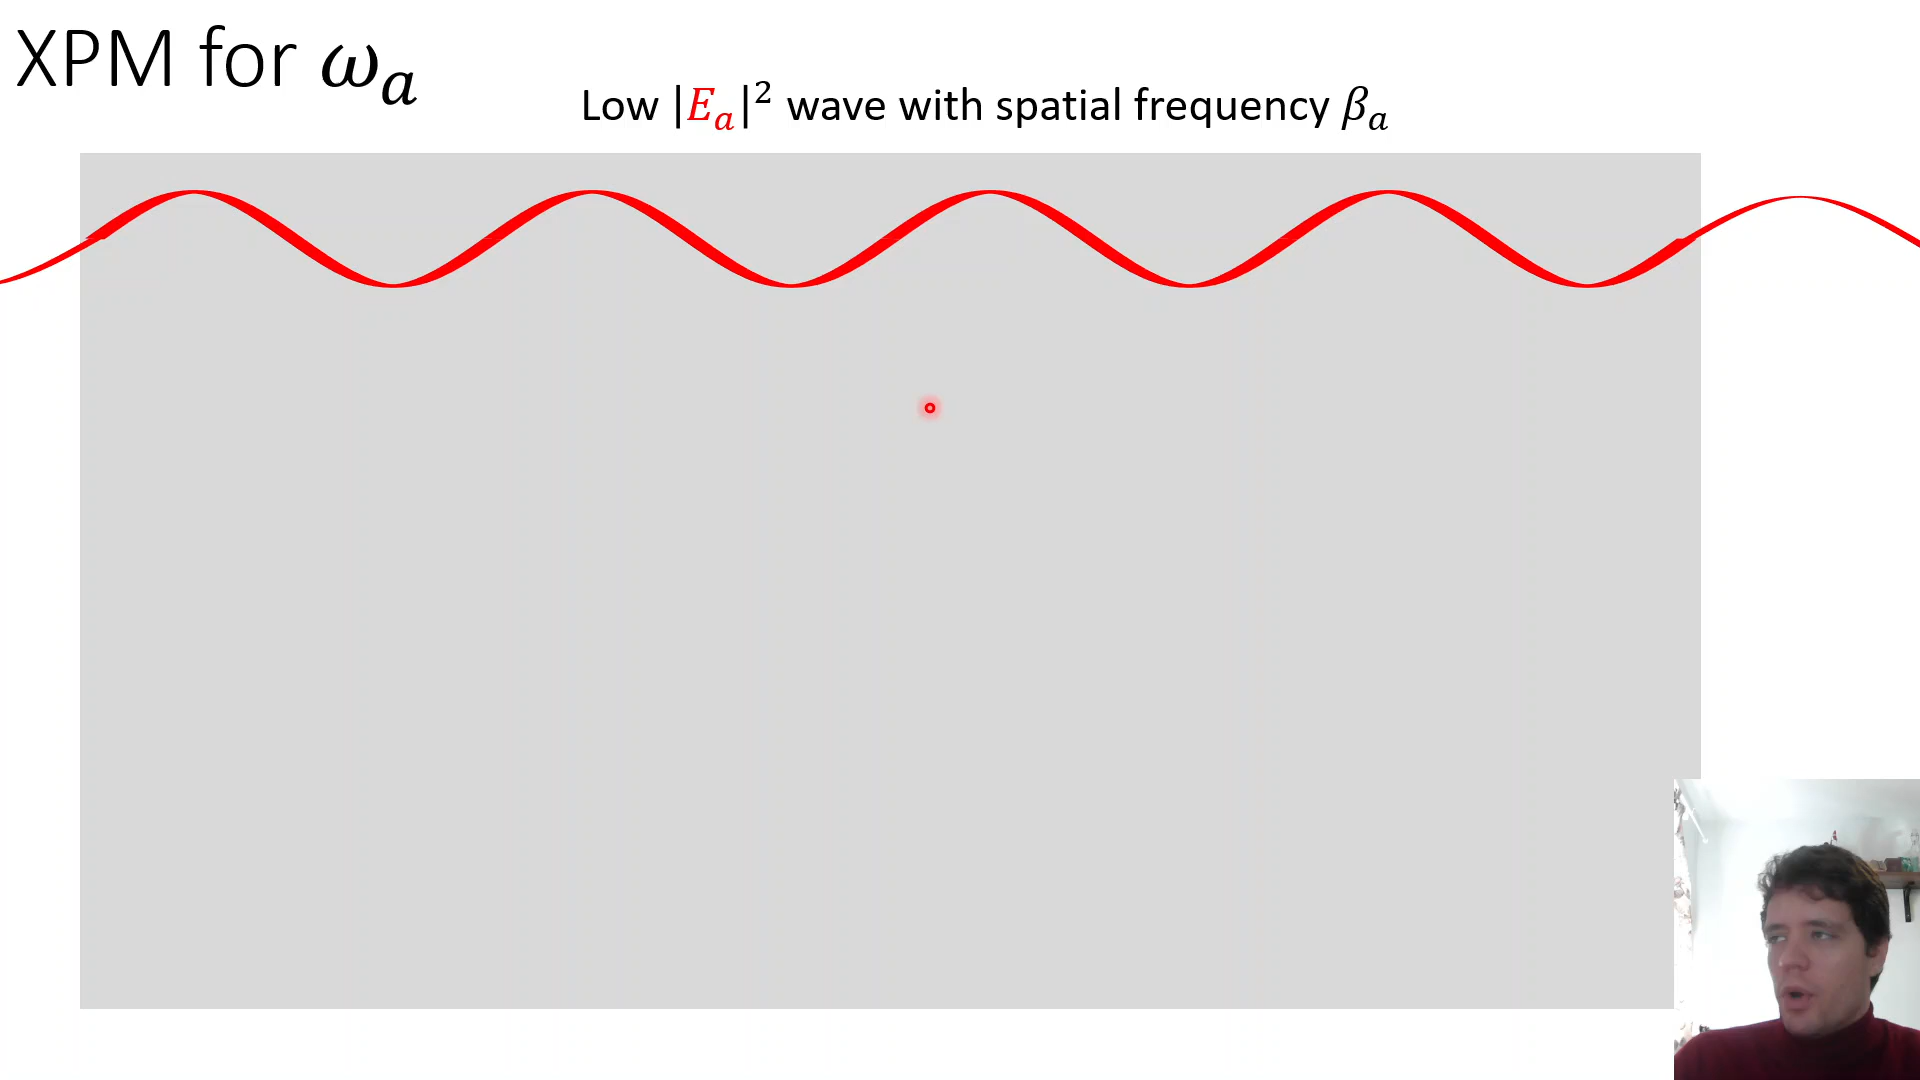 XPM for ωₐ
Low |Eₐ|² wave with spatial frequency βₐ